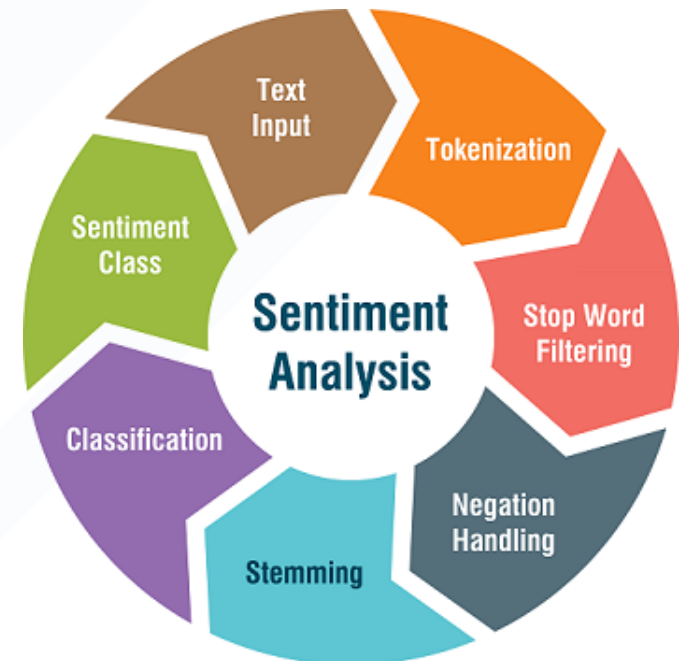 Text
Input
Tokenization
Stop Word
Filtering
Negation
Handling
Stemming
Classification
Sentiment
Class
Sentiment
Analysis